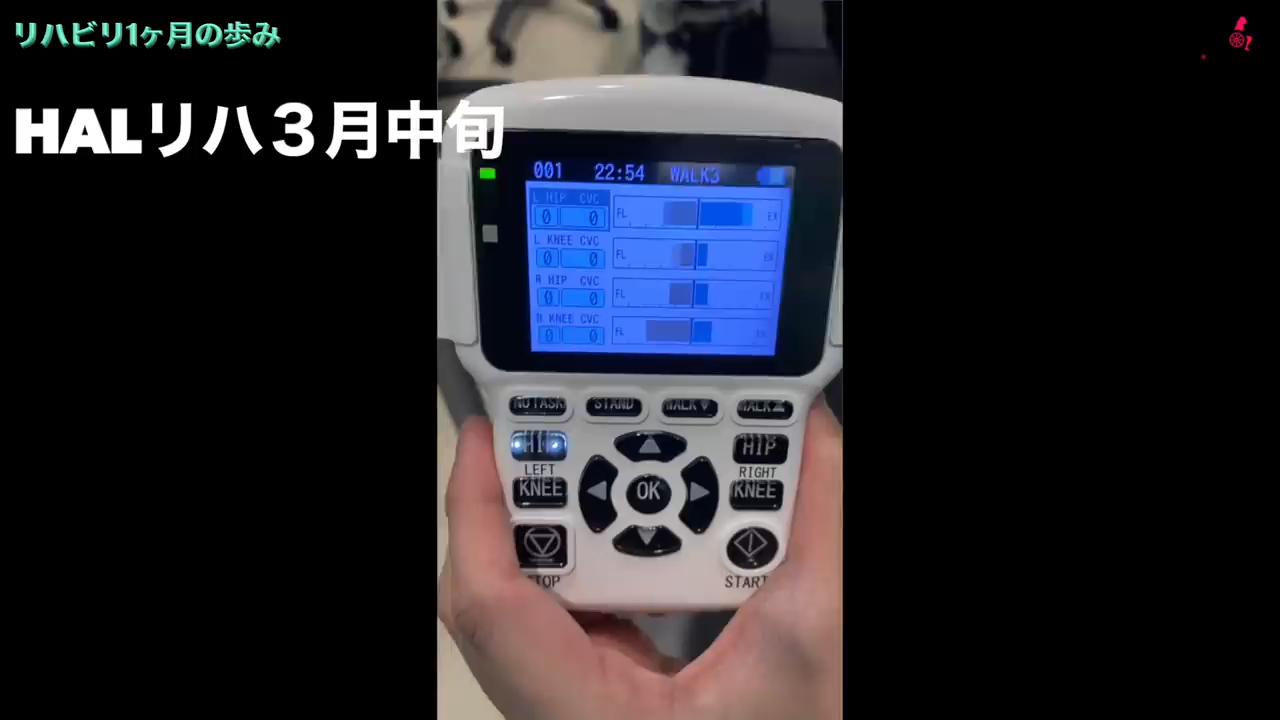 リハビリ1ヶ月の歩み
HALリハ３月中旬
001 22:54 WALK3
L HIP CVC
0 0 FL EX
L KNEE CVC
0 0 FL EX
R HIP CVC
0 0 FL EX
R KNEE CVC
0 0 FL EX
NO TASK STAND WALK▼ WALK▲
HIP HIP
LEFT RIGHT
KNEE OK KNEE
STOP START